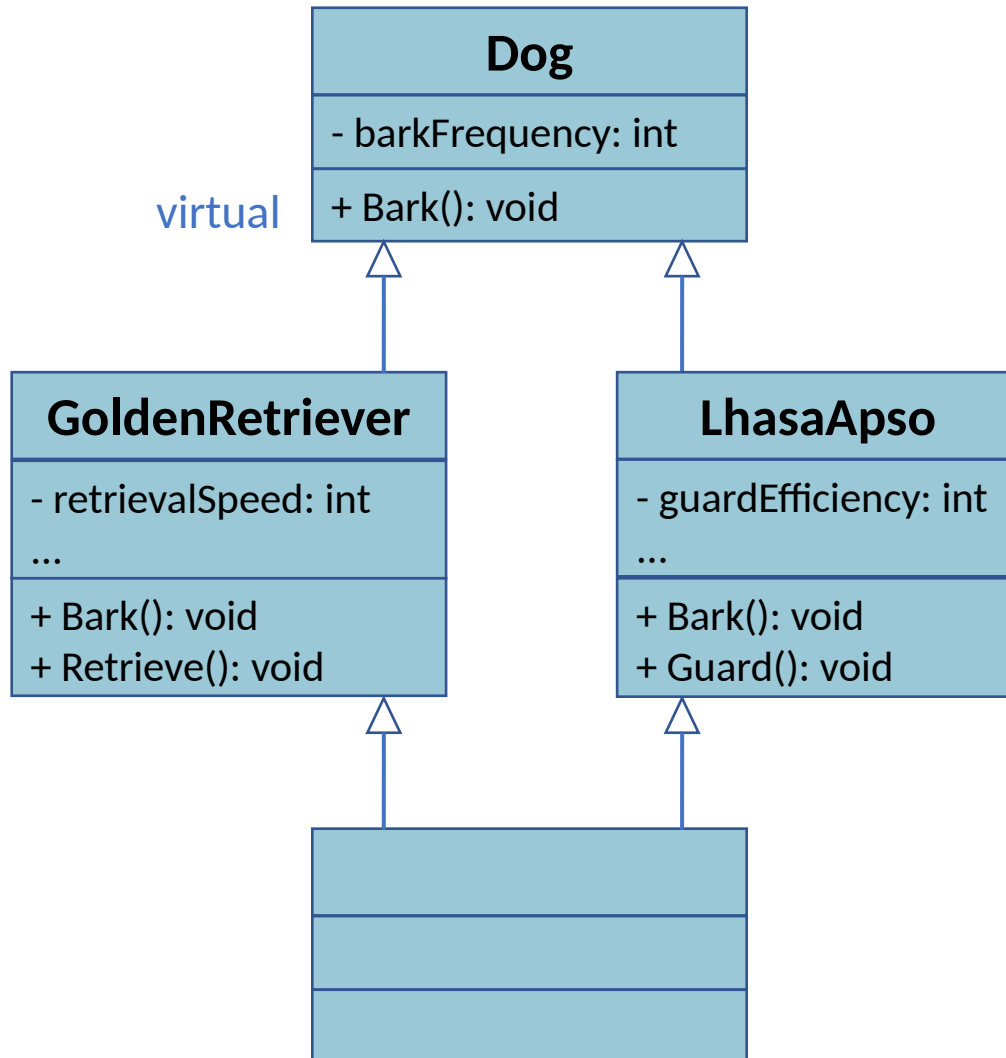 Dog
- barkFrequency: int
virtual
+ Bark(): void
GoldenRetriever
- retrievalSpeed: int
...
+ Bark(): void
+ Retrieve(): void
LhasaApso
- guardEfficiency: int
...
+ Bark(): void
+ Guard(): void